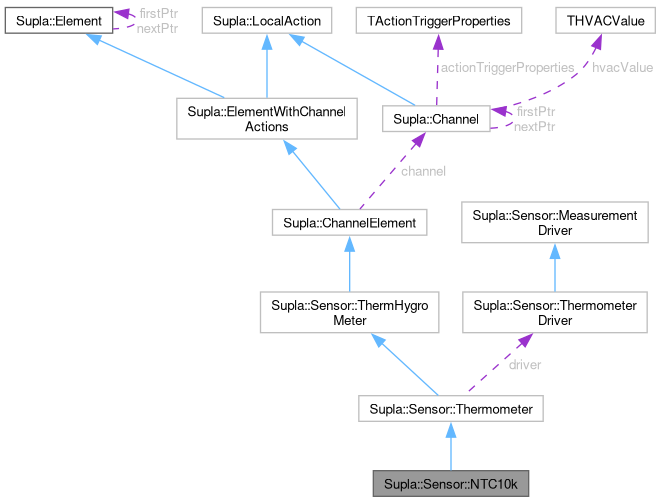 Supla::Element
firstPtr
nextPtr
Supla::LocalAction
TActionTriggerProperties
THVACValue
actionTriggerProperties
hvacValue
Supla::ElementWithChannel
Actions
Supla::Channel
firstPtr
nextPtr
channel
Supla::ChannelElement
Supla::Sensor::Measurement
Driver
Supla::Sensor::ThermHygro
Meter
Supla::Sensor::Thermometer
Driver
driver
Supla::Sensor::Thermometer
Supla::Sensor::NTC10k